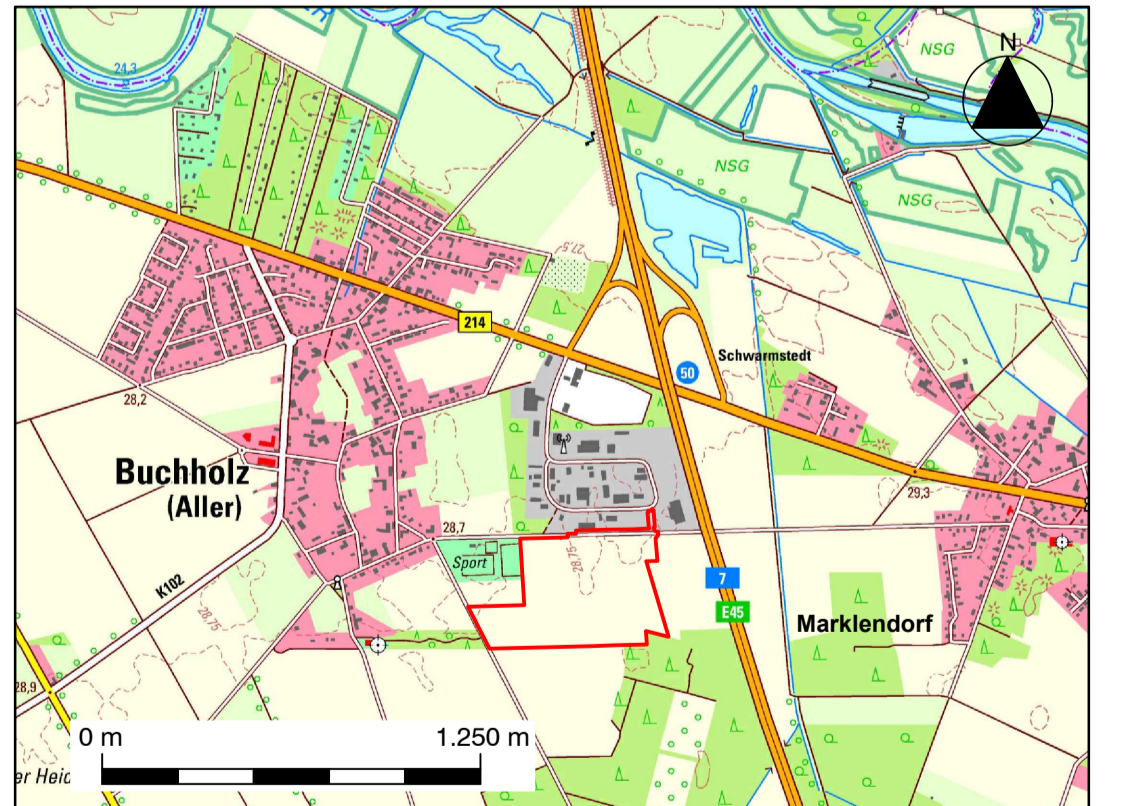 24,3
NSG
N
NSG
NSG
27,5
214
Schwarmstedt
50
28,2
Buchholz
(Aller)
29,3
28,7
Sport
28,75
K102
28,75
7
E45
Marklendorf
28,9
0 m
1.250 m
er Heid